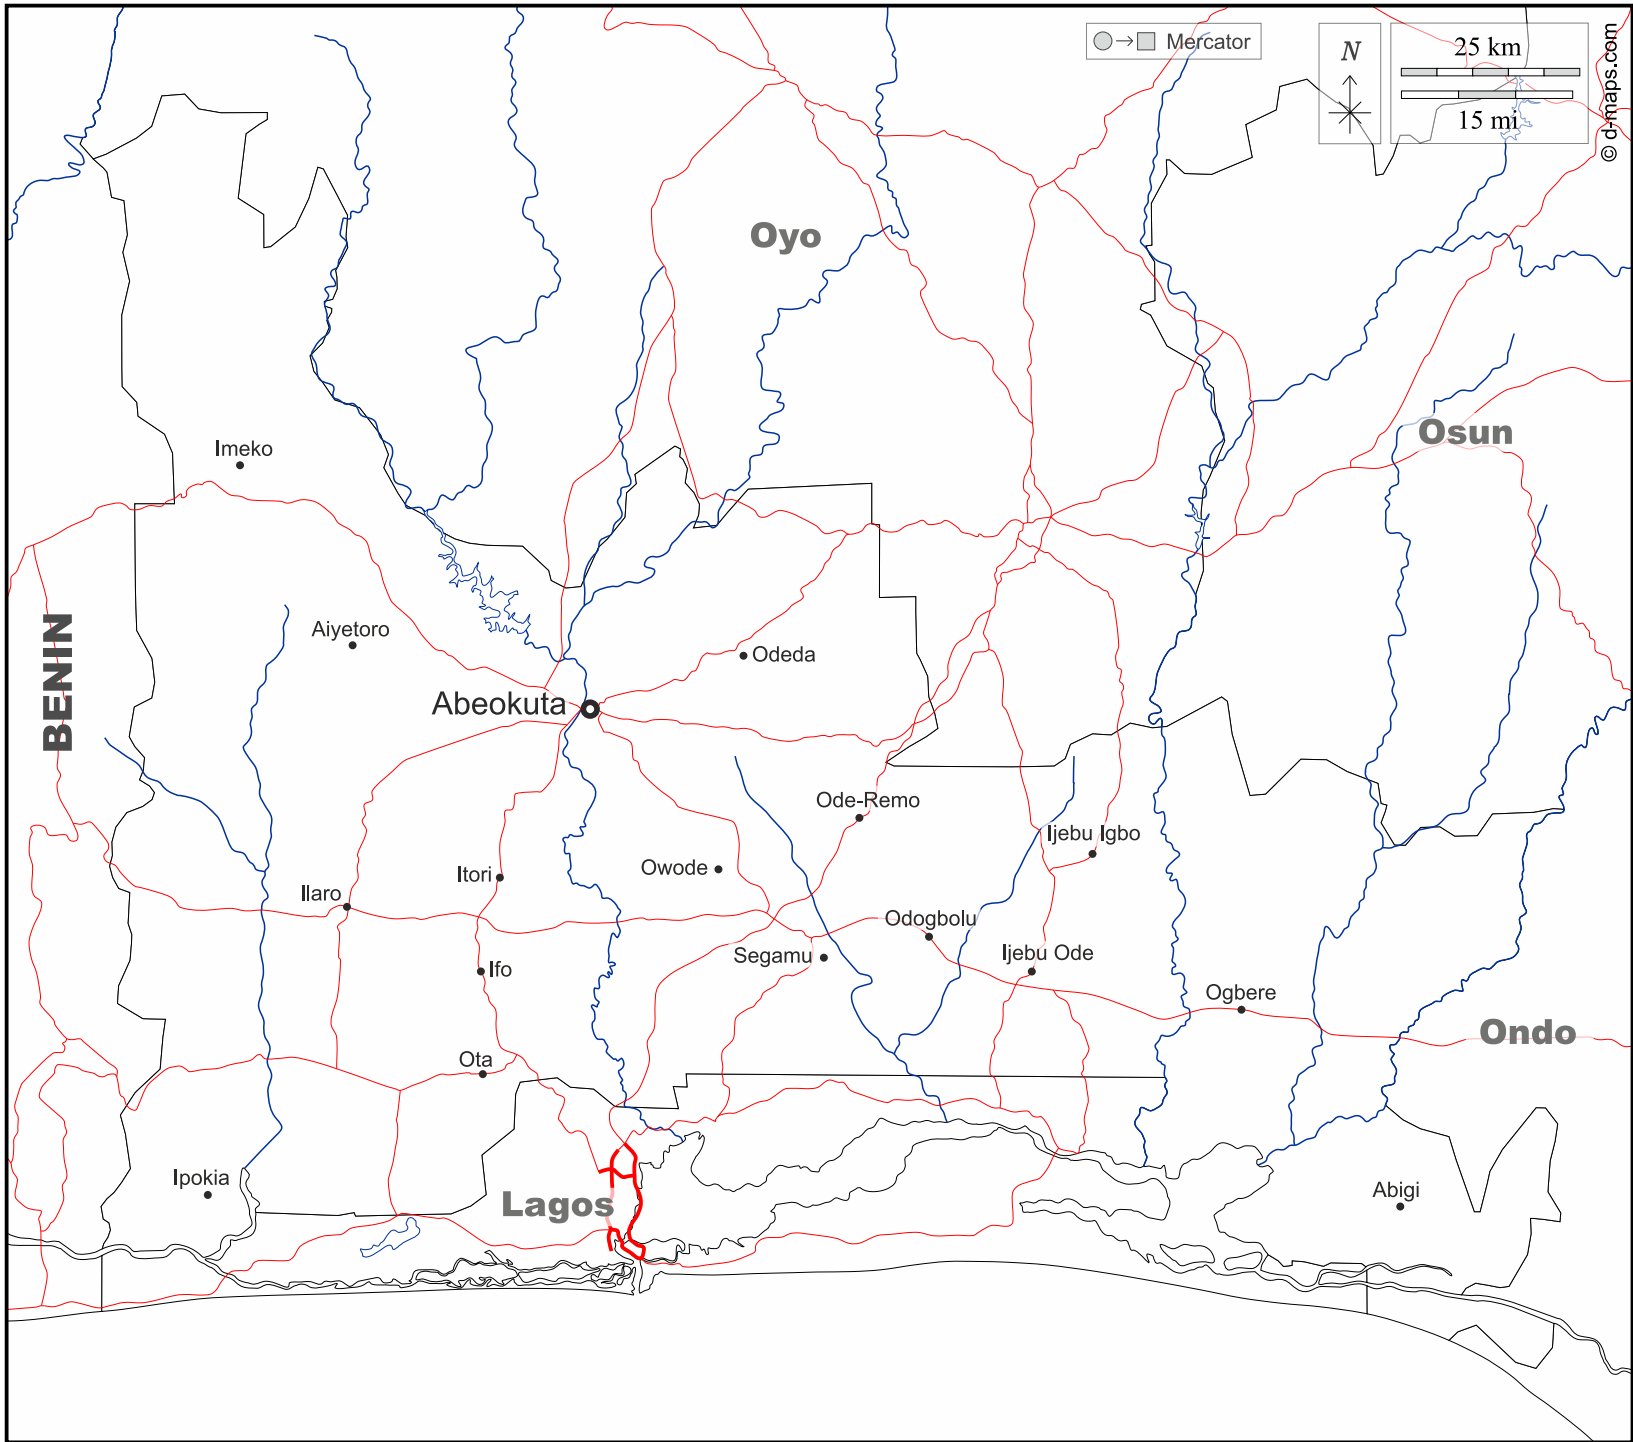 Mercator
N
25 km
15 mi
© d-maps.com
Oyo
Osun
Imeko
BENIN
Aiyetoro
Odeda
Abeokuta
Ode-Remo
Ijebu Igbo
Itori
Owode
Ilaro
Odogbolu
Segamu
Ijebu Ode
Ifo
Ogbere
Ondo
Ota
Ipokia
Lagos
Abigi